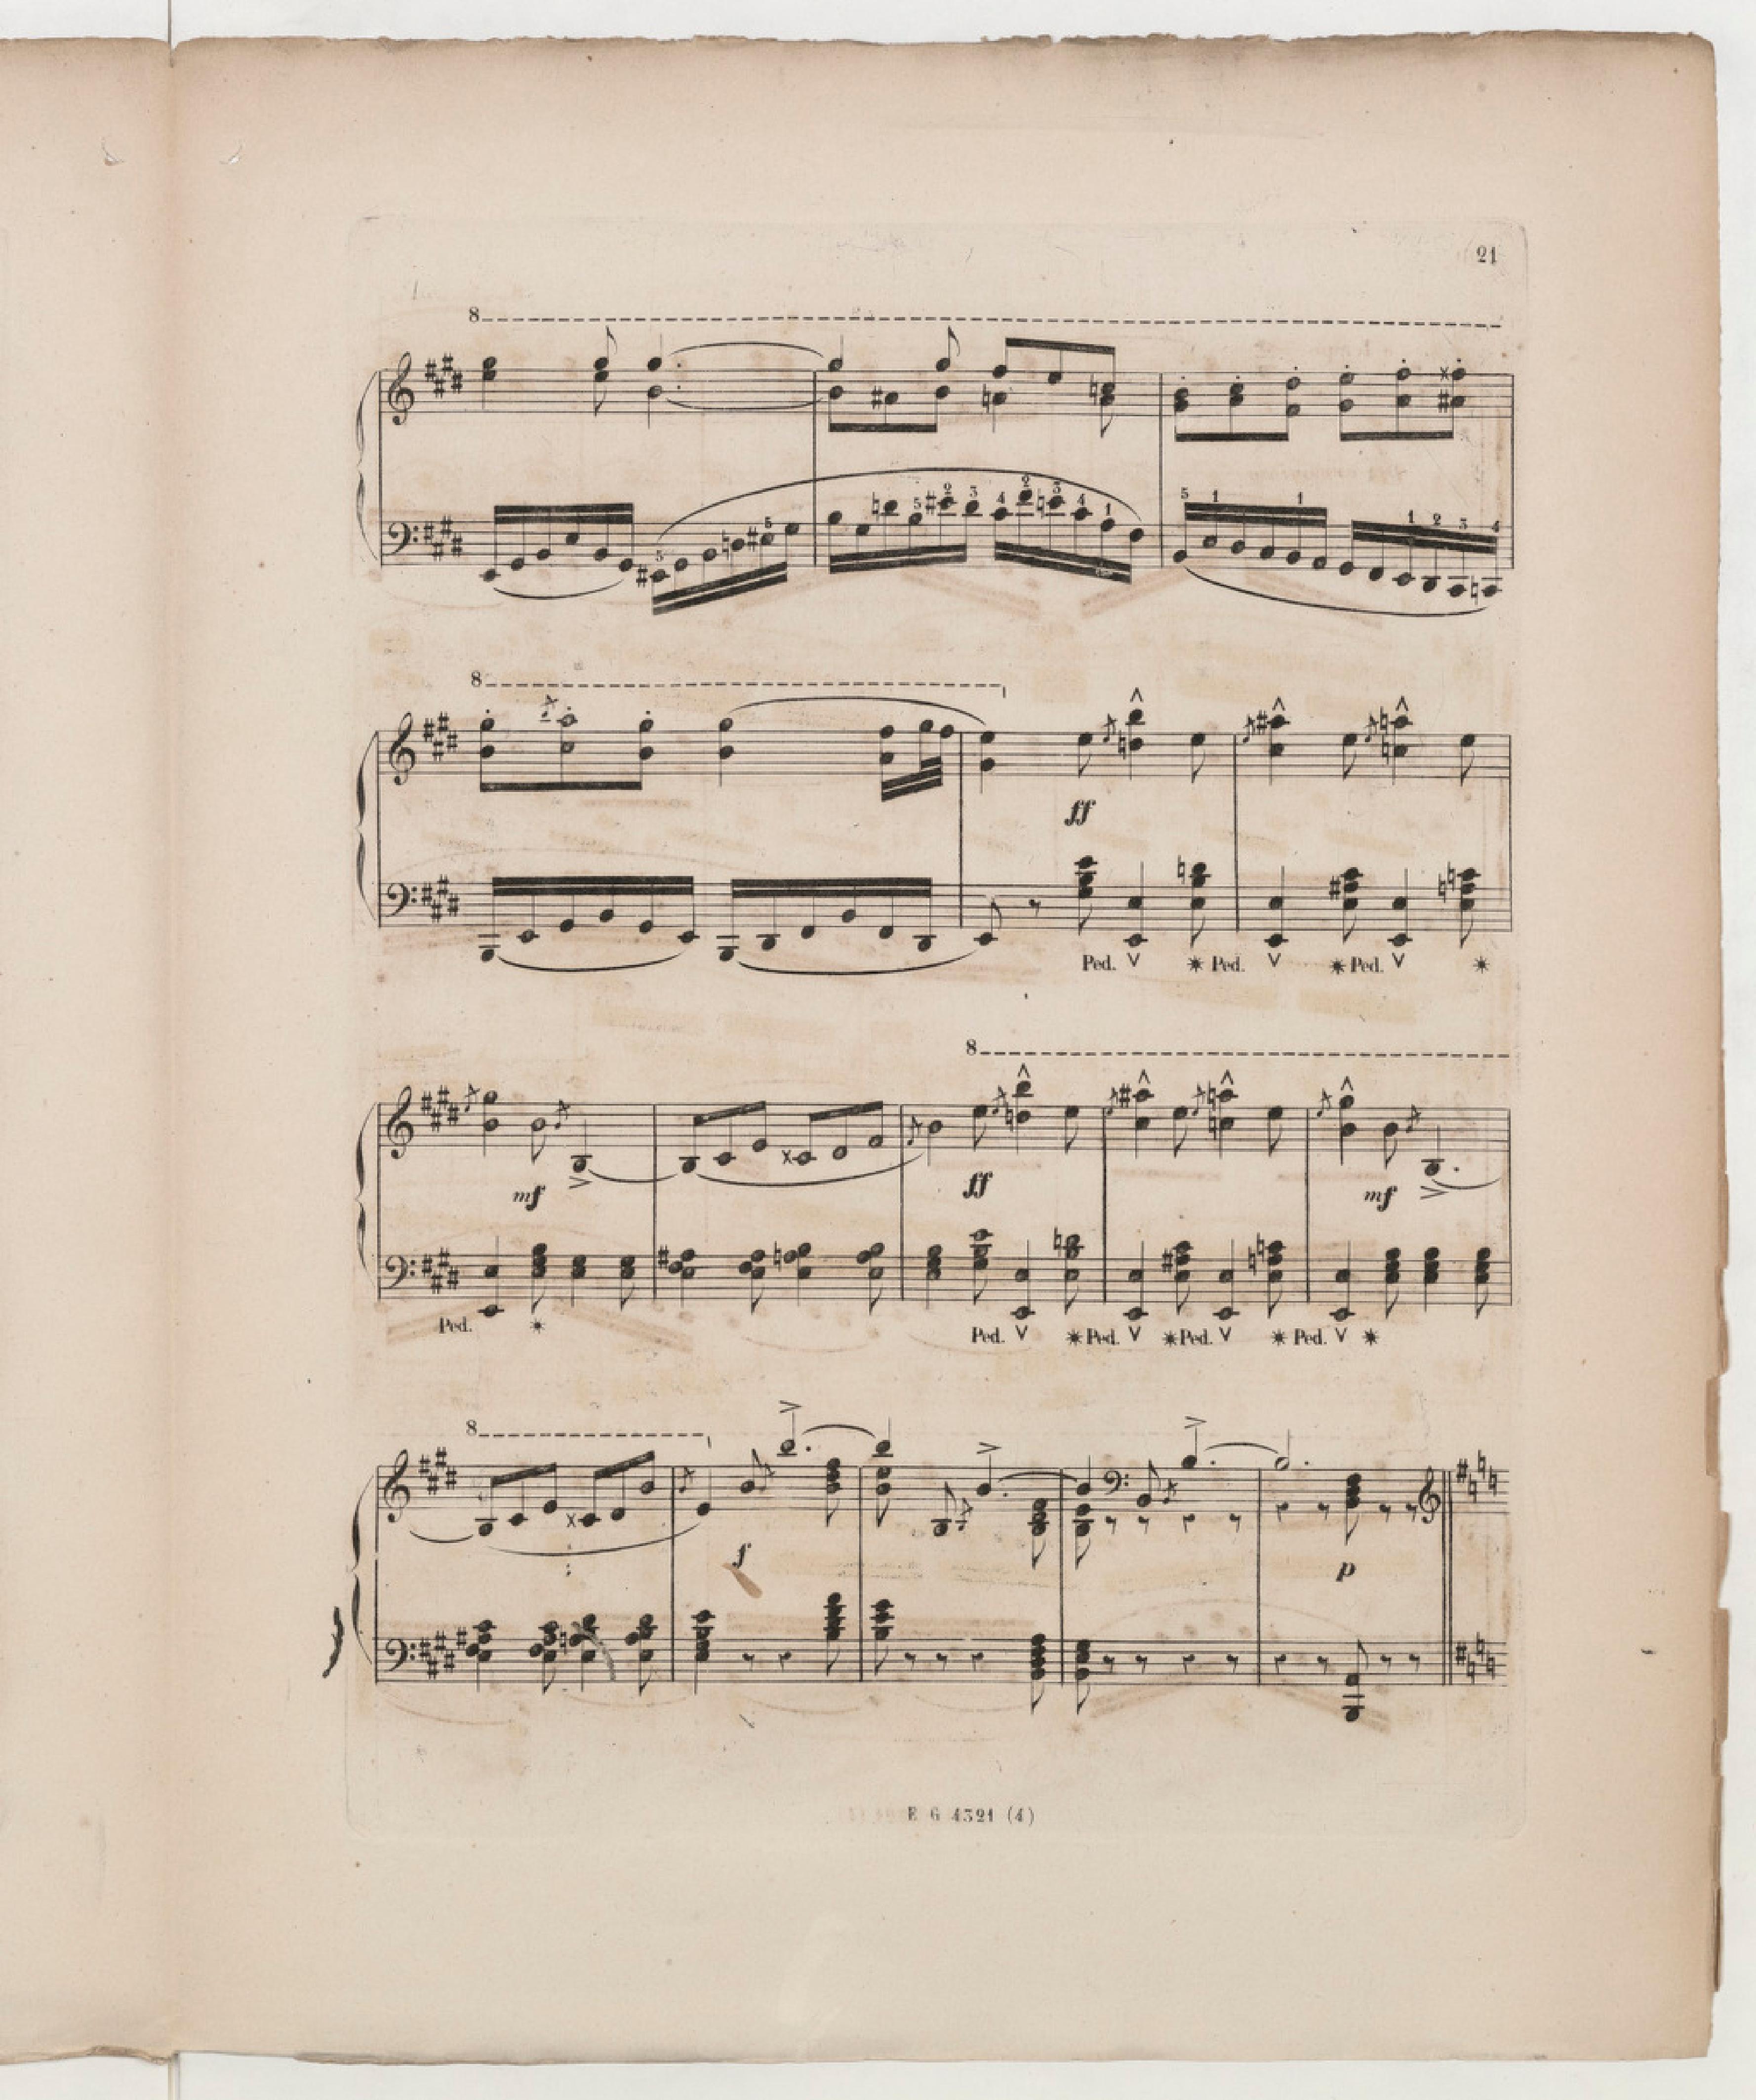 21
8
5 5 5 2 3 4 2 3 4 1 5 1 1 1 2 3 4
8
ff
Ped. * Ped. * Ped. *
8
mf ff mf
Ped. * Ped. * Ped. * Ped. * Ped. *
8
f p
E G 4321 (4)